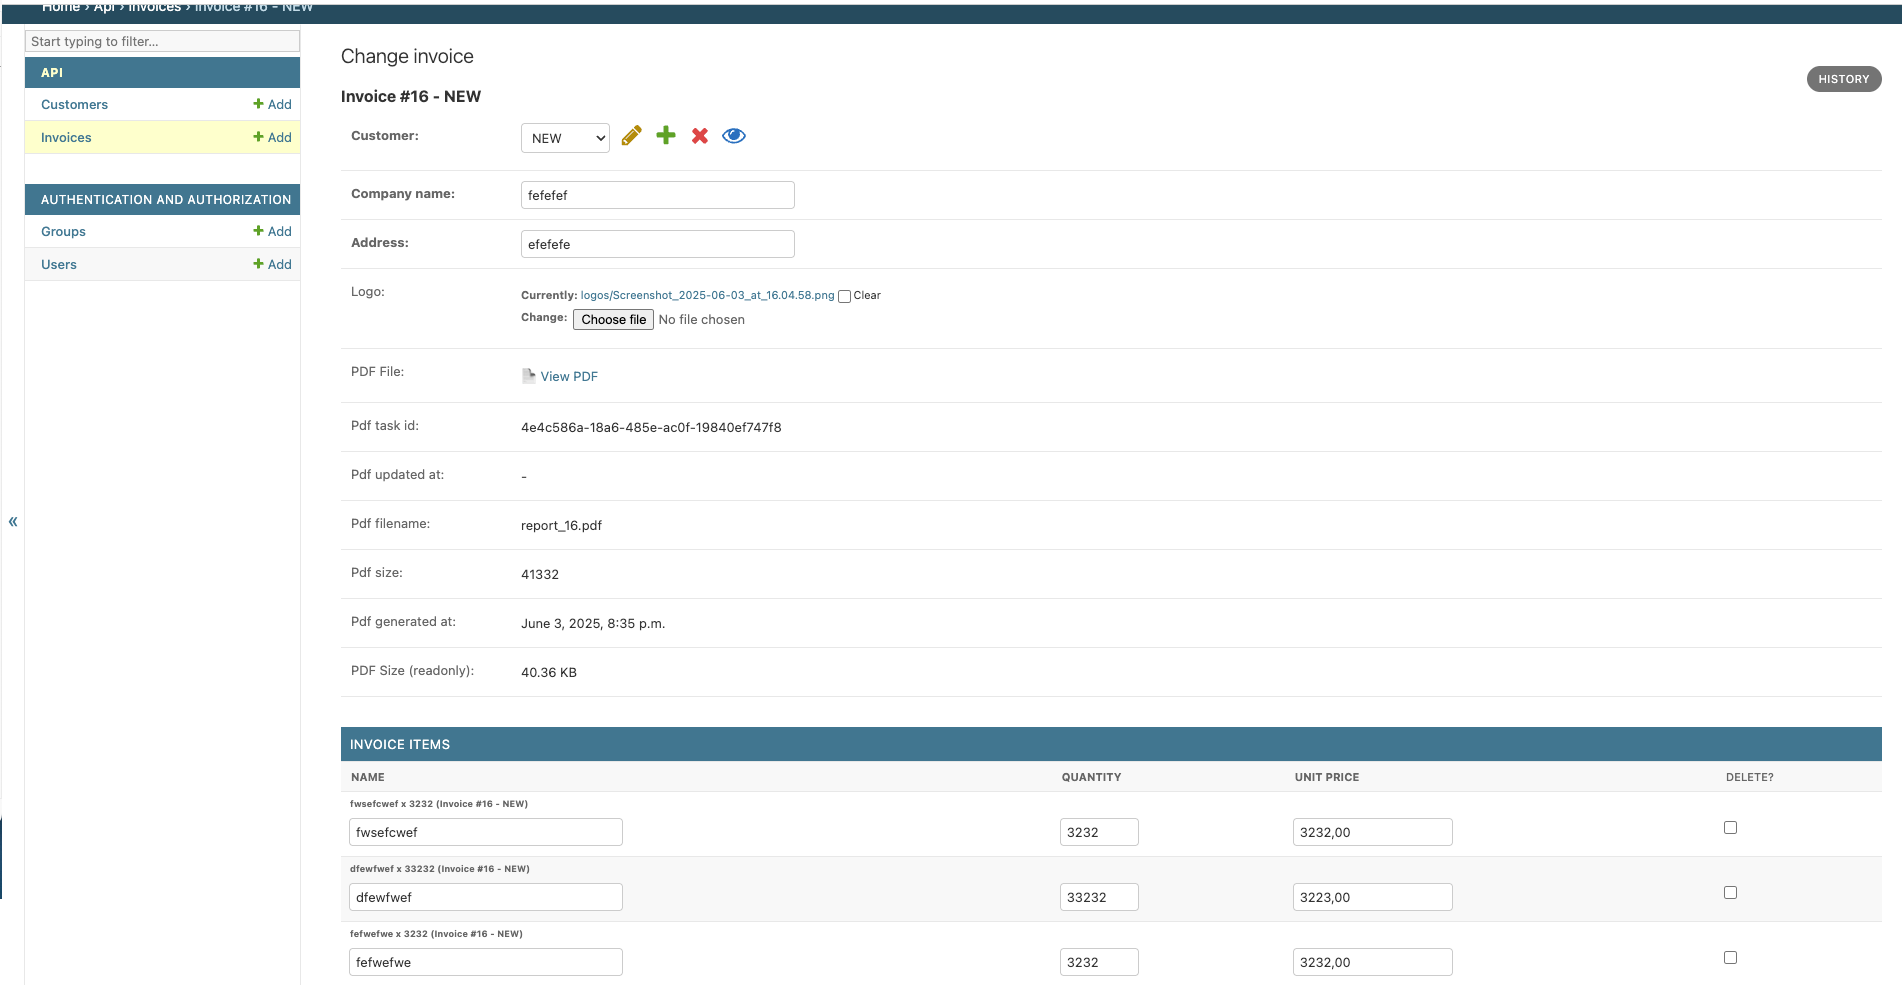 Home › Api › Invoices › Invoice #16 - NEW
Start typing to filter...
API
Customers + Add
Invoices + Add
AUTHENTICATION AND AUTHORIZATION
Groups + Add
Users + Add
«
Change invoice
HISTORY
Invoice #16 - NEW
Customer: NEW
Company name: fefefef
Address: efefefe
Logo: Currently: logos/Screenshot_2025-06-03_at_16.04.58.png Clear
Change: Choose file No file chosen
PDF File: View PDF
Pdf task id: 4e4c586a-18a6-485e-ac0f-19840ef747f8
Pdf updated at: -
Pdf filename: report_16.pdf
Pdf size: 41332
Pdf generated at: June 3, 2025, 8:35 p.m.
PDF Size (readonly): 40.36 KB
INVOICE ITEMS
NAME QUANTITY UNIT PRICE DELETE?
fwsefcwef x 3232 (Invoice #16 - NEW)
fwsefcwef 3232 3232,00
dfewfwef x 33232 (Invoice #16 - NEW)
dfewfwef 33232 3223,00
fefwefwe x 3232 (Invoice #16 - NEW)
fefwefwe 3232 3232,00